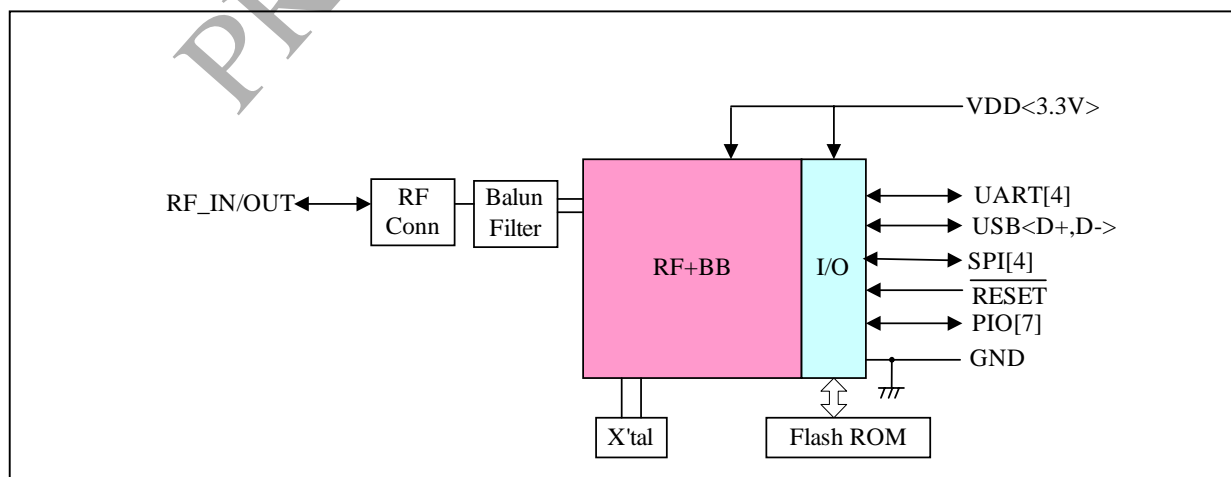 PR
VDD<3.3V>
RF_IN/OUT
RF
Conn
Balun
Filter
RF+BB
I/O
UART[4]
USB<D+,D->
SPI[4]
RESET
PIO[7]
GND
X'tal
Flash ROM